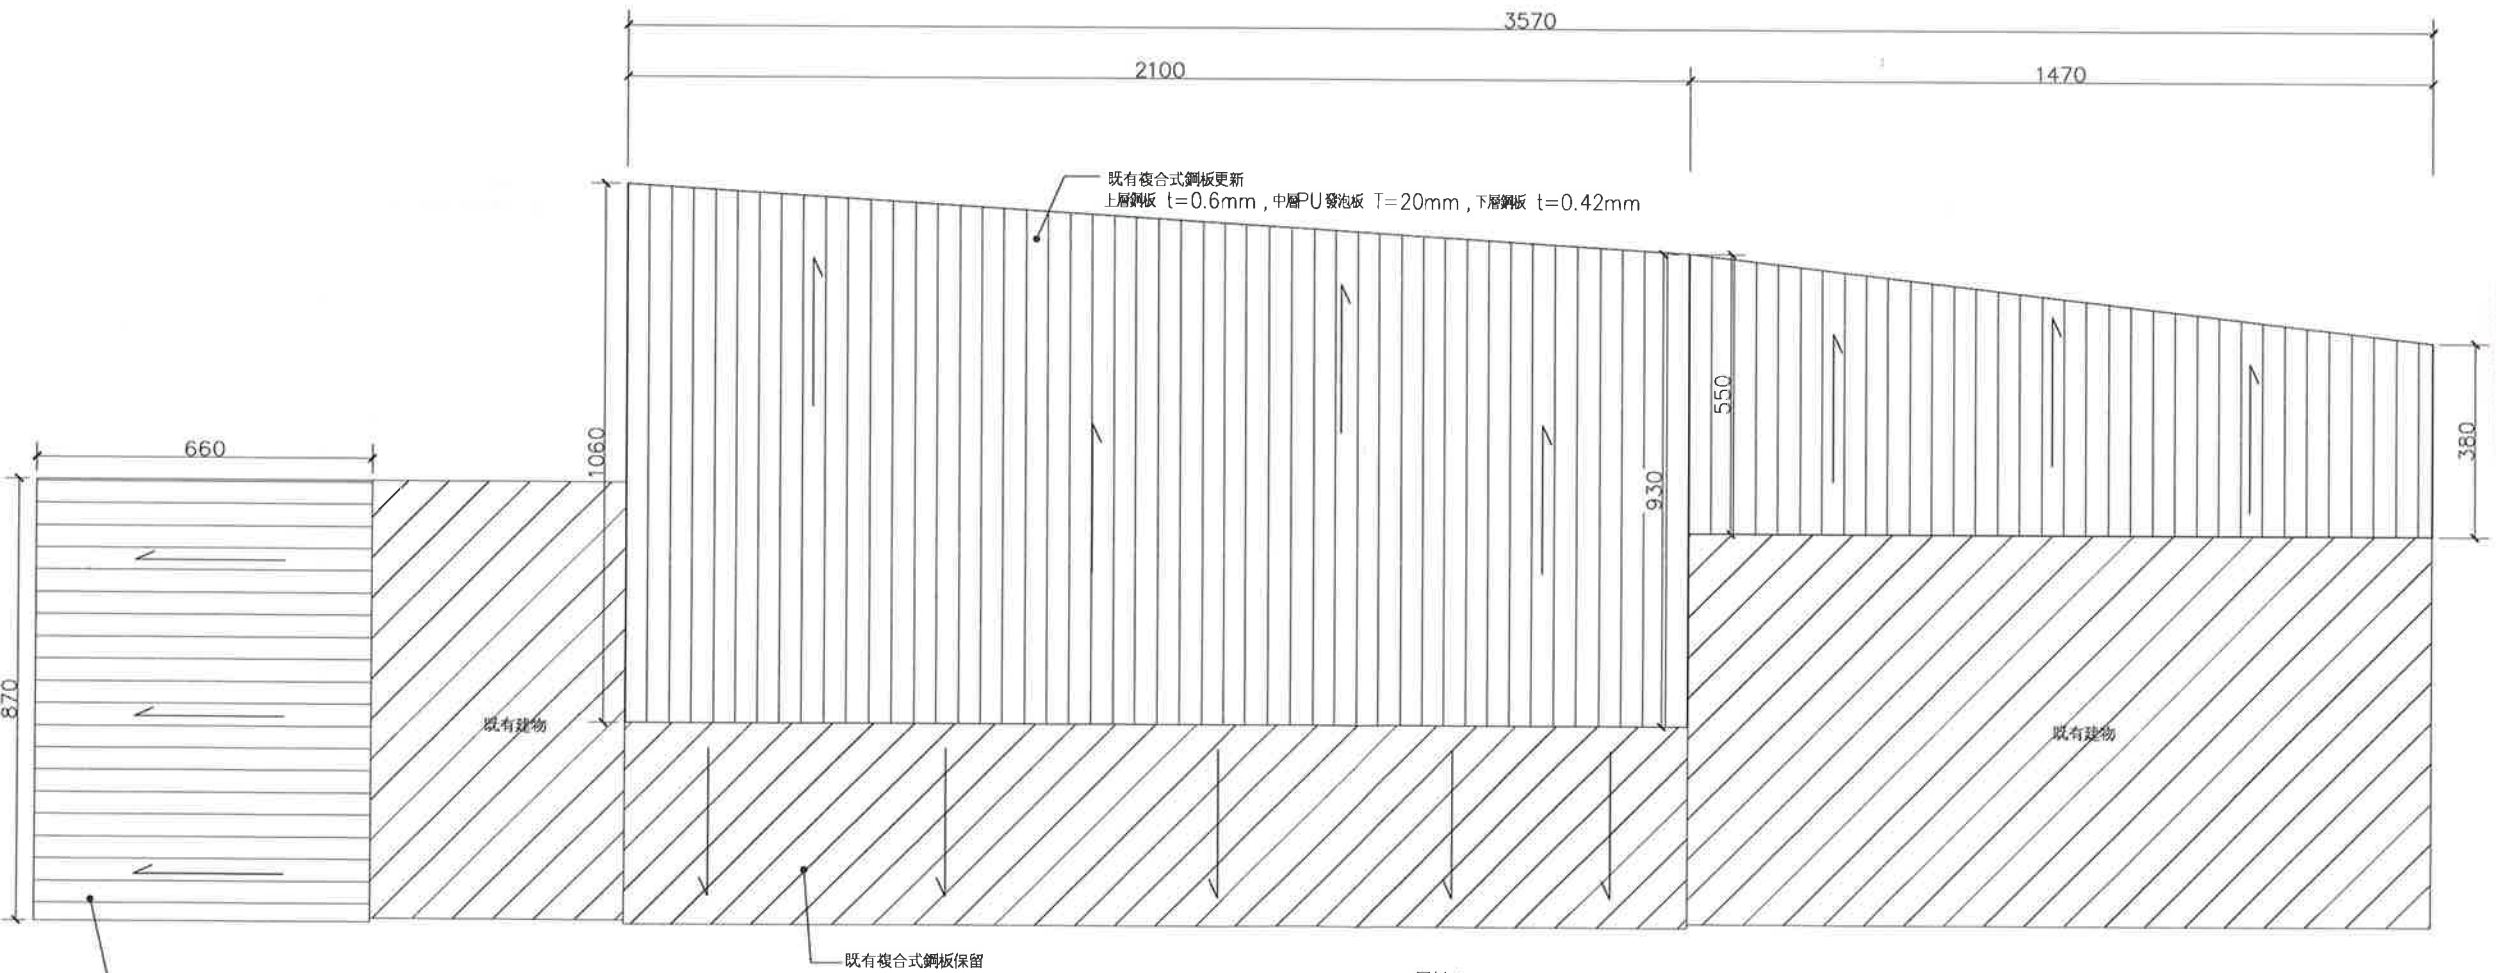 3570
2100
1470
既有複合式鋼板更新
上層鋼板 t=0.6mm , 中層PU發泡板 T=20mm , 下層鋼板 t=0.42mm
550
380
660
1060
930
870
既有建物
既有建物
既有複合式鋼板保留